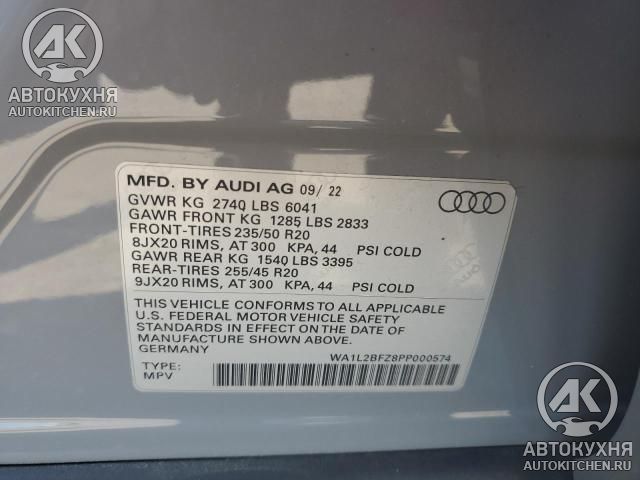 АК
АВТОКУХНЯ
AUTOKITCHEN.RU
MFD. BY AUDI AG 09/ 22
GVWR KG 2740 LBS 6041
GAWR FRONT KG 1285 LBS 2833
FRONT-TIRES 235/50 R20
8JX20 RIMS, AT 300 KPA, 44 PSI COLD
GAWR REAR KG 1540 LBS 3395
REAR-TIRES 255/45 R20
9JX20 RIMS, AT 300 KPA, 44 PSI COLD
THIS VEHICLE CONFORMS TO ALL APPLICABLE
U.S. FEDERAL MOTOR VEHICLE SAFETY
STANDARDS IN EFFECT ON THE DATE OF
MANUFACTURE SHOWN ABOVE.
GERMANY
WA1L2BFZ8PP000574
TYPE:
MPV
АК
АВТОКУХНЯ
AUTOKITCHEN.RU